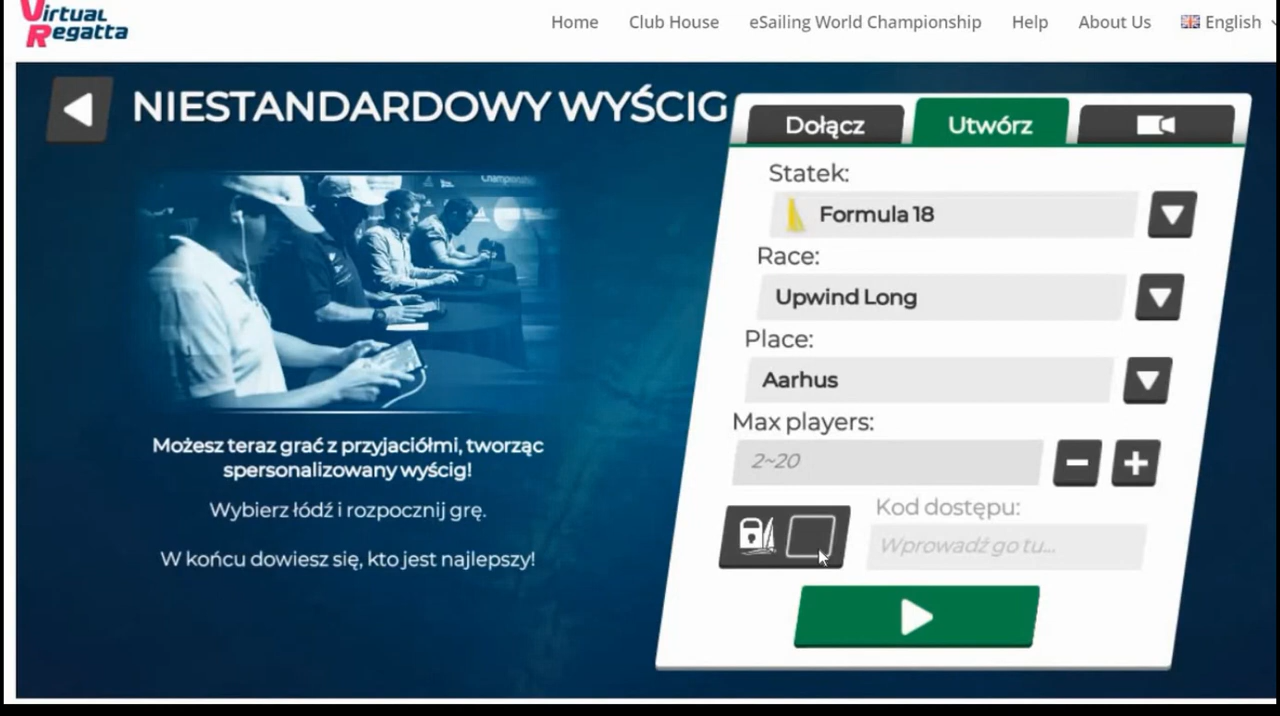 Virtual
Regatta
Home
Club House
eSailing World Championship
Help
About Us
English
NIESTANDARDOWY WYŚCIG
Dołącz
Utwórz
Statek:
Formula 18
Race:
Upwind Long
Place:
Aarhus
Max players:
2~20
Kod dostępu:
Wprowadź go tu...
Możesz teraz grać z przyjaciółmi, tworząc
spersonalizowany wyścig!
Wybierz łódź i rozpocznij grę.
W końcu dowiesz się, kto jest najlepszy!